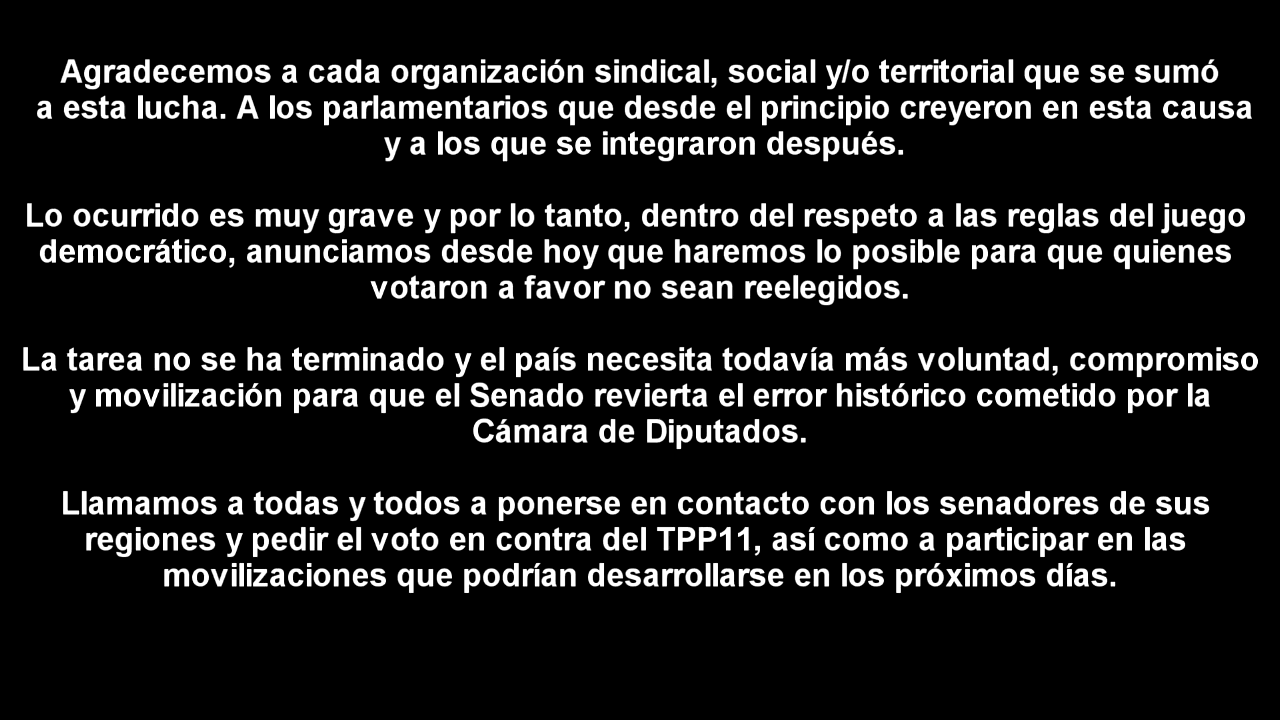 Agradecemos a cada organización sindical, social y/o territorial que se sumó
a esta lucha. A los parlamentarios que desde el principio creyeron en esta causa
y a los que se integraron después.
Lo ocurrido es muy grave y por lo tanto, dentro del respeto a las reglas del juego
democrático, anunciamos desde hoy que haremos lo posible para que quienes
votaron a favor no sean reelegidos.
La tarea no se ha terminado y el país necesita todavía más voluntad, compromiso
y movilización para que el Senado revierta el error histórico cometido por la
Cámara de Diputados.
Llamamos a todas y todos a ponerse en contacto con los senadores de sus
regiones y pedir el voto en contra del TPP11, así como a participar en las
movilizaciones que podrían desarrollarse en los próximos días.